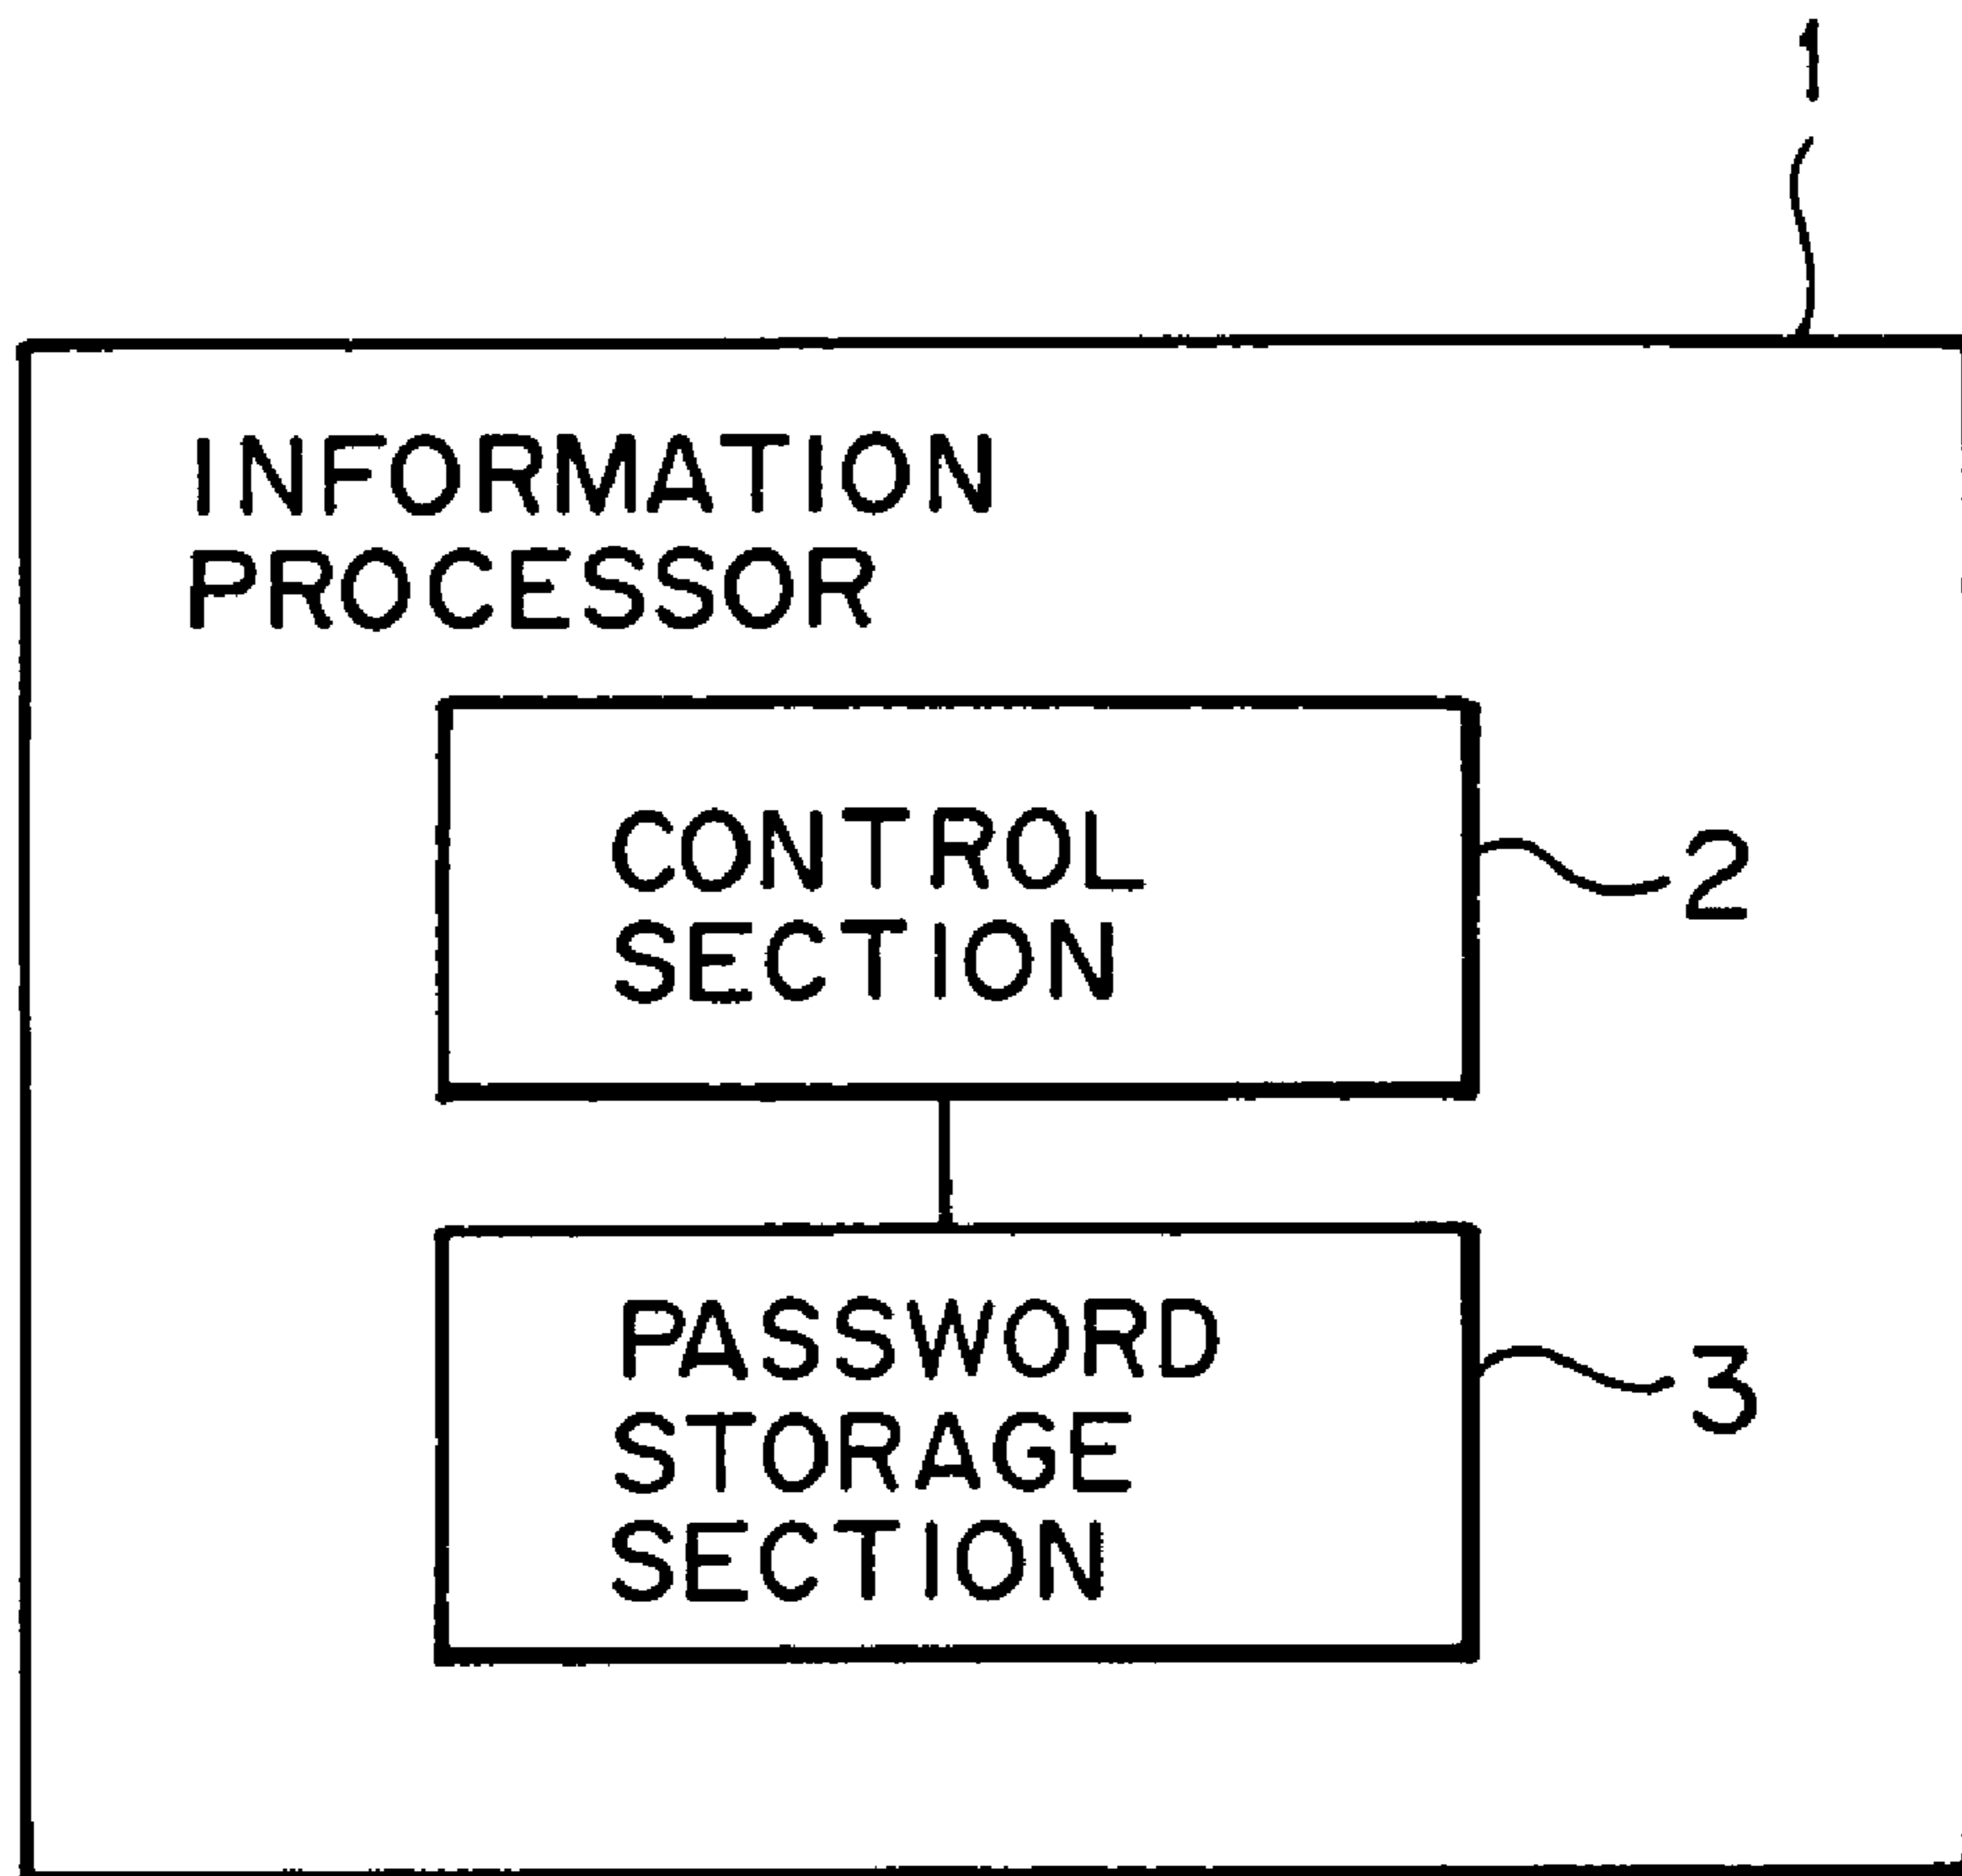 1
INFORMATION
PROCESSOR
CONTROL
SECTION
2
PASSWORD
STORAGE
SECTION
3